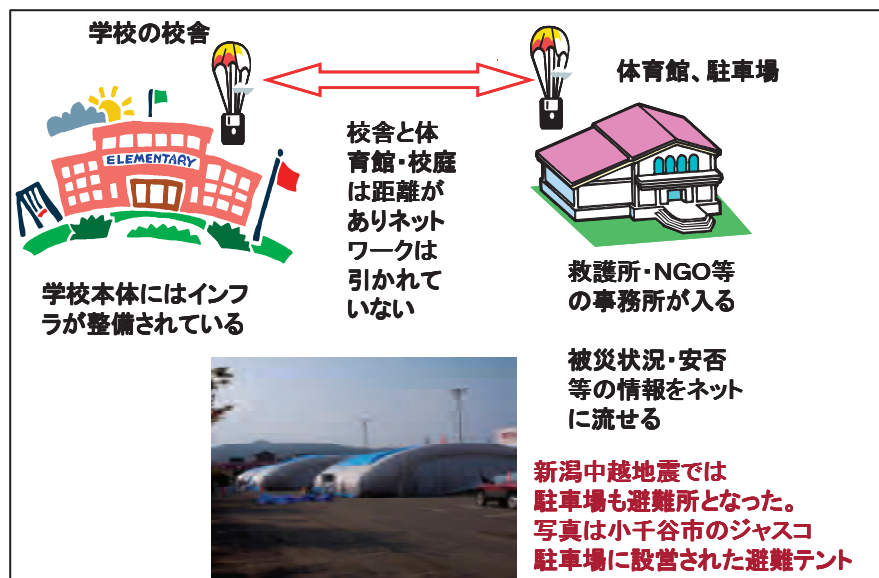 学校の校舎
体育館、駐車場
ELEMENTARY
校舎と体
育館・校庭
は距離が
ありネット
ワークは
引かれて
いない
学校本体にはインフ
ラが整備されている
救護所・NGO等
の事務所が入る
被災状況・安否
等の情報をネット
に流せる
新潟中越地震では
駐車場も避難所となった。
写真は小千谷市のジャスコ
駐車場に設営された避難テント